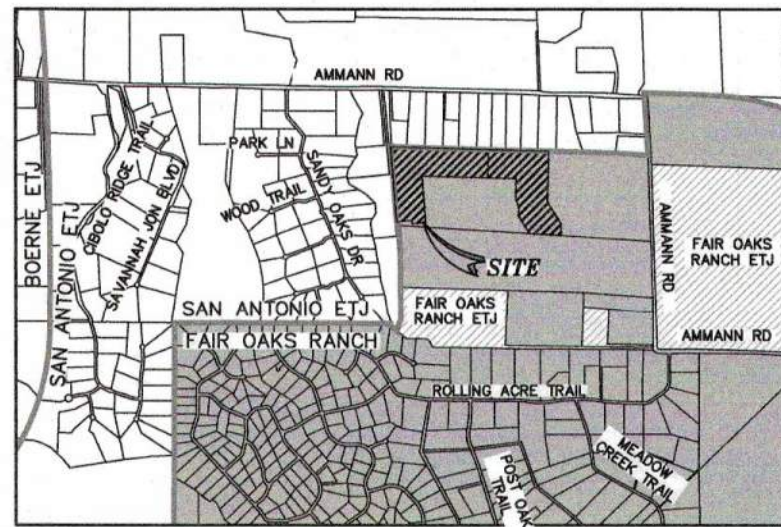 AMMANN RD
BOERNE ETJ
SAN ANTONIO ETJ
CIBOLO RIDGE TRAIL
SAVANNAH JON BLVD
PARK LN
WOOD TRAIL
SANDY OAKS DR
SITE
AMMANN RD
FAIR OAKS
RANCH ETJ
FAIR OAKS
RANCH ETJ
AMMANN RD
SAN ANTONIO ETJ
FAIR OAKS RANCH
ROLLING ACRE TRAIL
POST OAK
TRAIL
MEADOW
CREEK TRAIL